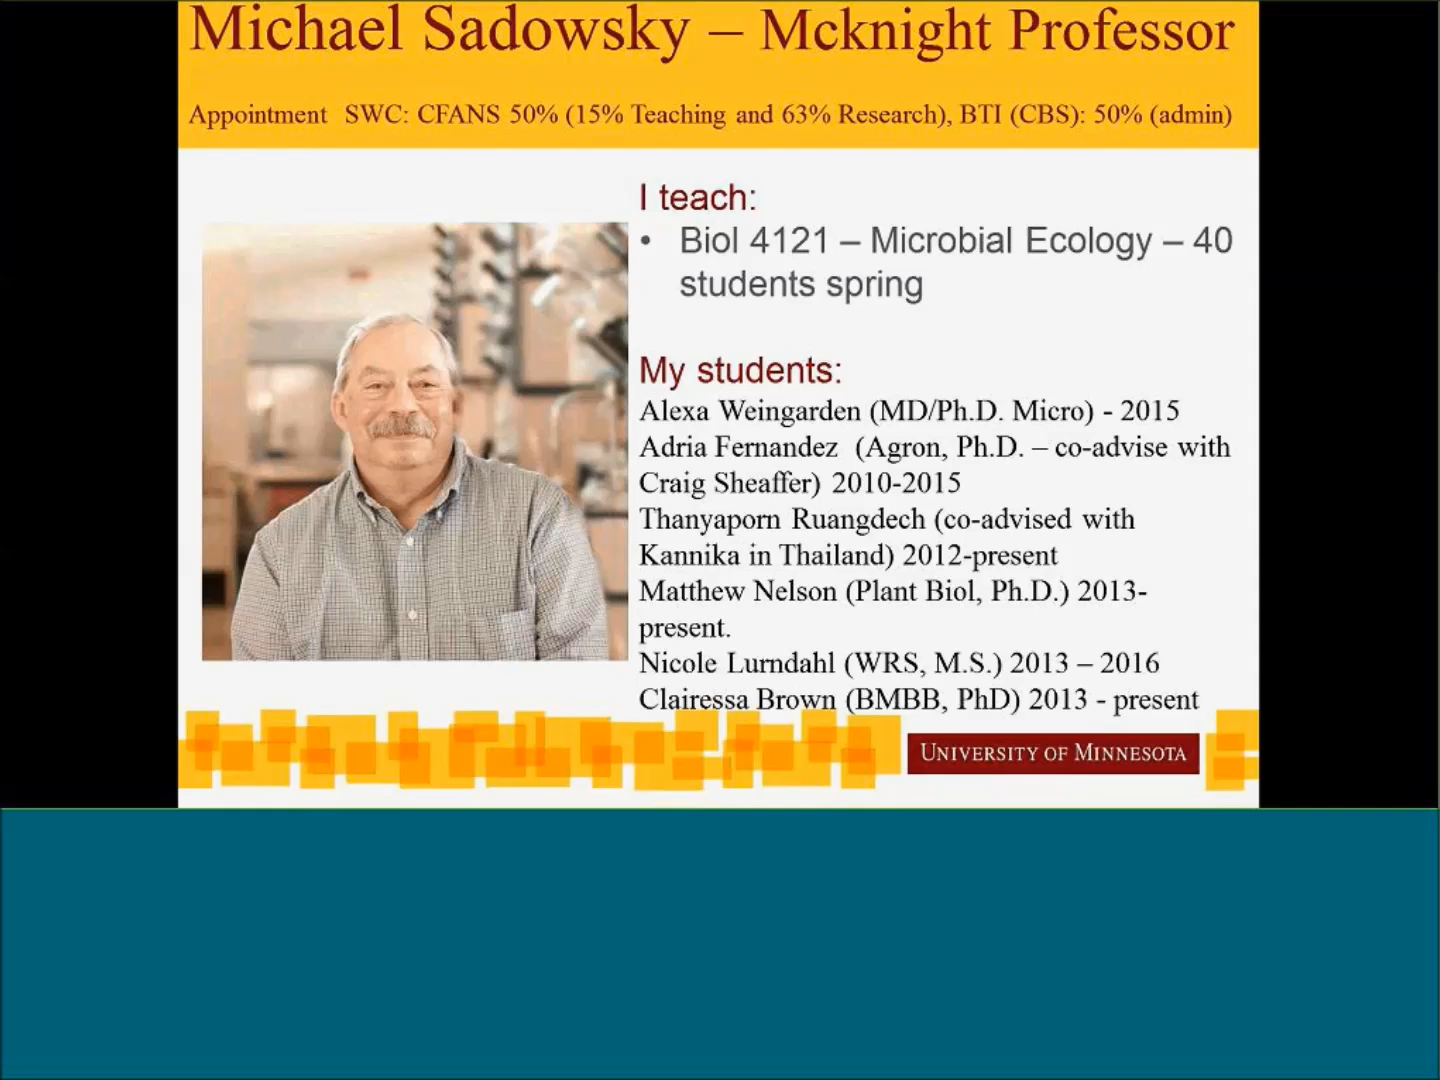 Michael Sadowsky – Mcknight Professor
Appointment SWC: CFANS 50% (15% Teaching and 63% Research), BTI (CBS): 50% (admin)
I teach:
• Biol 4121 – Microbial Ecology – 40
students spring
My students:
Alexa Weingarden (MD/Ph.D. Micro) - 2015
Adria Fernandez (Agron, Ph.D. – co-advise with
Craig Sheaffer) 2010-2015
Thanyaporn Ruangdech (co-advised with
Kannika in Thailand) 2012-present
Matthew Nelson (Plant Biol, Ph.D.) 2013-
present.
Nicole Lurndahl (WRS, M.S.) 2013 – 2016
Clairessa Brown (BMBB, PhD) 2013 - present
UNIVERSITY OF MINNESOTA